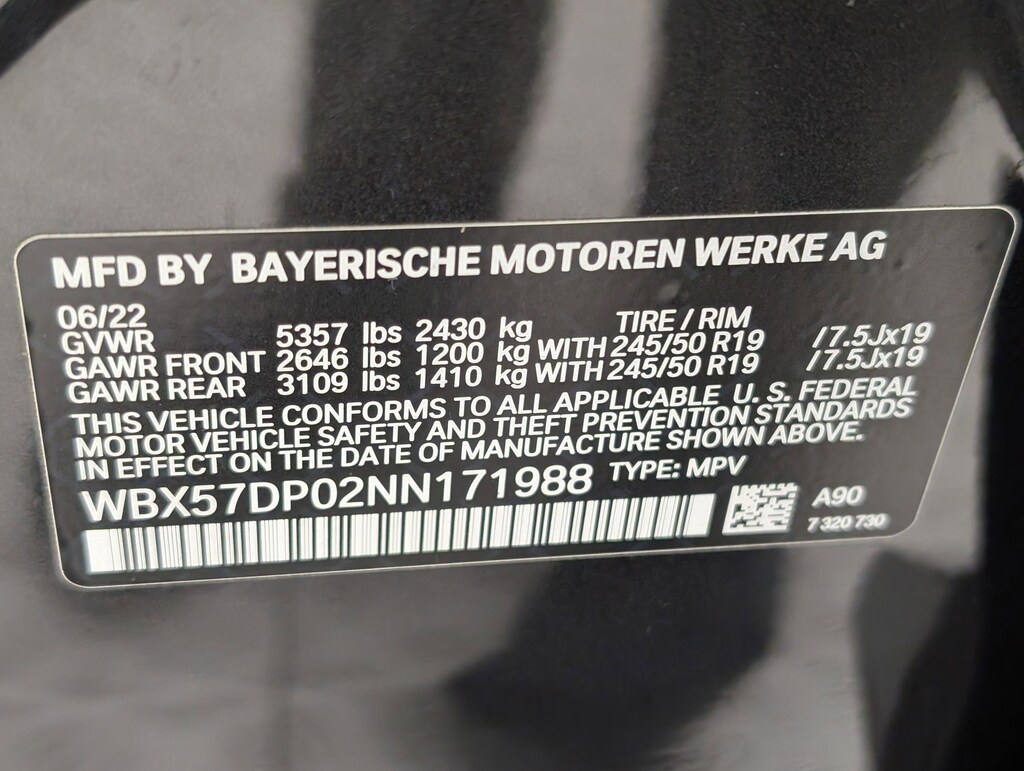 MFD BY BAYERISCHE MOTOREN WERKE AG
06/22 TIRE / RIM
GVWR 5357 lbs 2430 kg
GAWR FRONT 2646 lbs 1200 kg WITH 245/50 R19 /7.5Jx19
GAWR REAR 3109 lbs 1410 kg WITH 245/50 R19 /7.5Jx19
THIS VEHICLE CONFORMS TO ALL APPLICABLE U. S. FEDERAL
MOTOR VEHICLE SAFETY AND THEFT PREVENTION STANDARDS
IN EFFECT ON THE DATE OF MANUFACTURE SHOWN ABOVE.
WBX57DP02NN171988 TYPE: MPV
A90
7 320 730